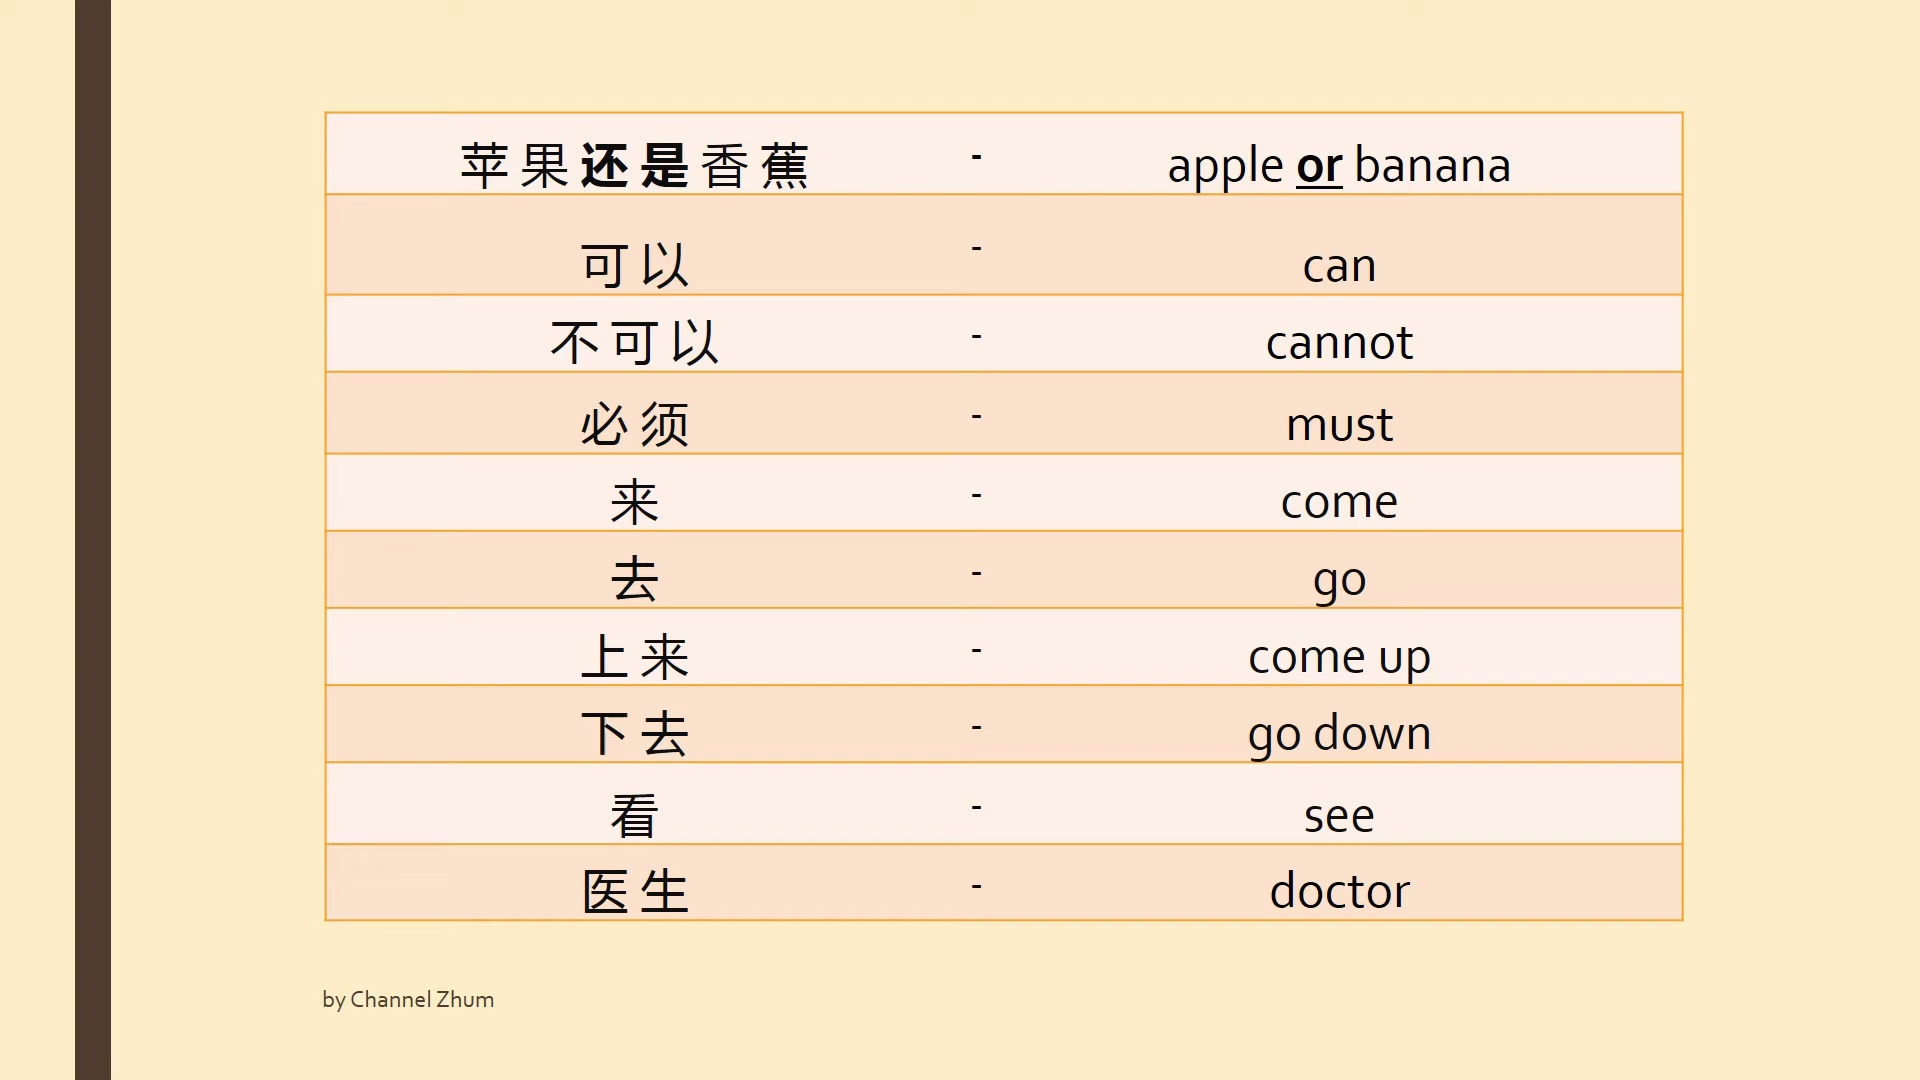 苹果还是香蕉 - apple or banana
可以 - can
不可以 - cannot
必须 - must
来 - come
去 - go
上来 - come up
下去 - go down
看 - see
医生 - doctor
by Channel Zhum